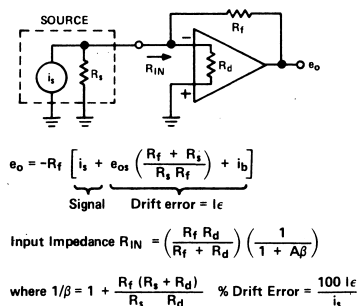 SOURCE
i_s
R_s
R_IN
R_f
−
R_d
+
e_o
e_o = -R_f [ i_s + e_os ( (R_f + R_s) / (R_s R_f) ) + i_b ]
Signal Drift error = Iϵ
Input Impedance R_IN = ( (R_f R_d) / (R_f + R_d) ) ( 1 / (1 + Aβ) )
where 1/β = 1 + R_f (R_s + R_d) / R_s R_d % Drift Error = 100 Iϵ / i_s